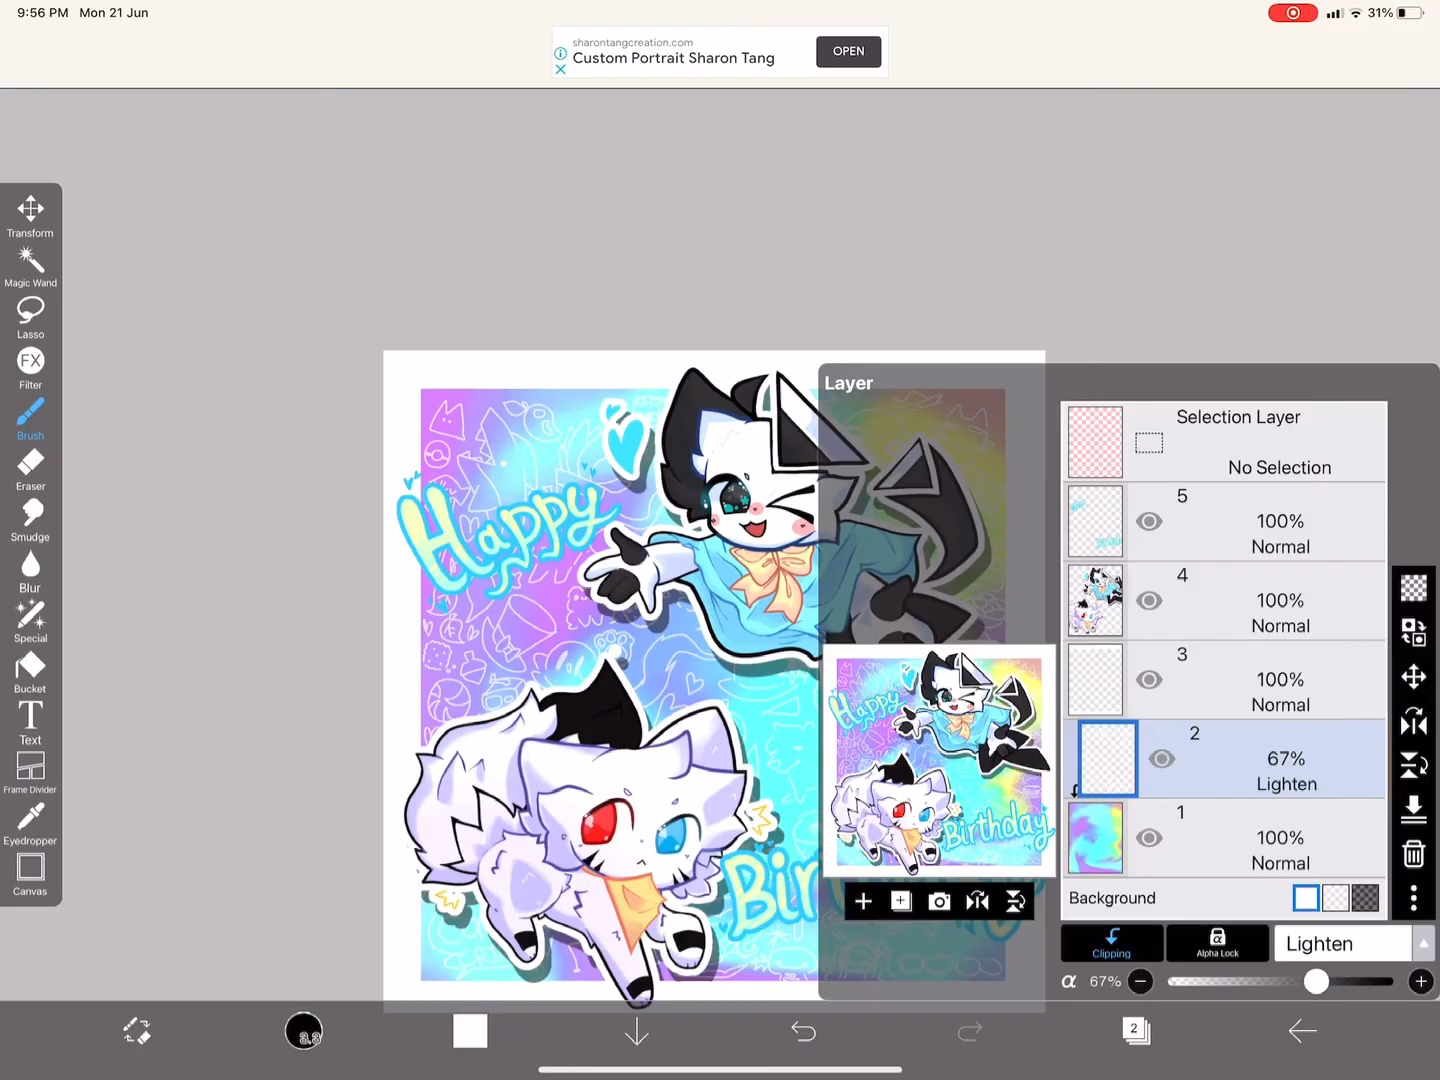 9:56 PM Mon 21 Jun
31%
sharontangcreation.com
Custom Portrait Sharon Tang
OPEN
Transform
Magic Wand
Lasso
FX
Filter
Brush
Eraser
Smudge
Blur
Special
Bucket
T
Text
Frame Divider
Eyedropper
Canvas
Happy
Bir
Layer
Happy
Birthday
Selection Layer
No Selection
5
100%
Normal
4
100%
Normal
3
100%
Normal
2
67%
Lighten
1
100%
Normal
Background
Clipping
α
Alpha Lock
Lighten
α 67%
3.3
2